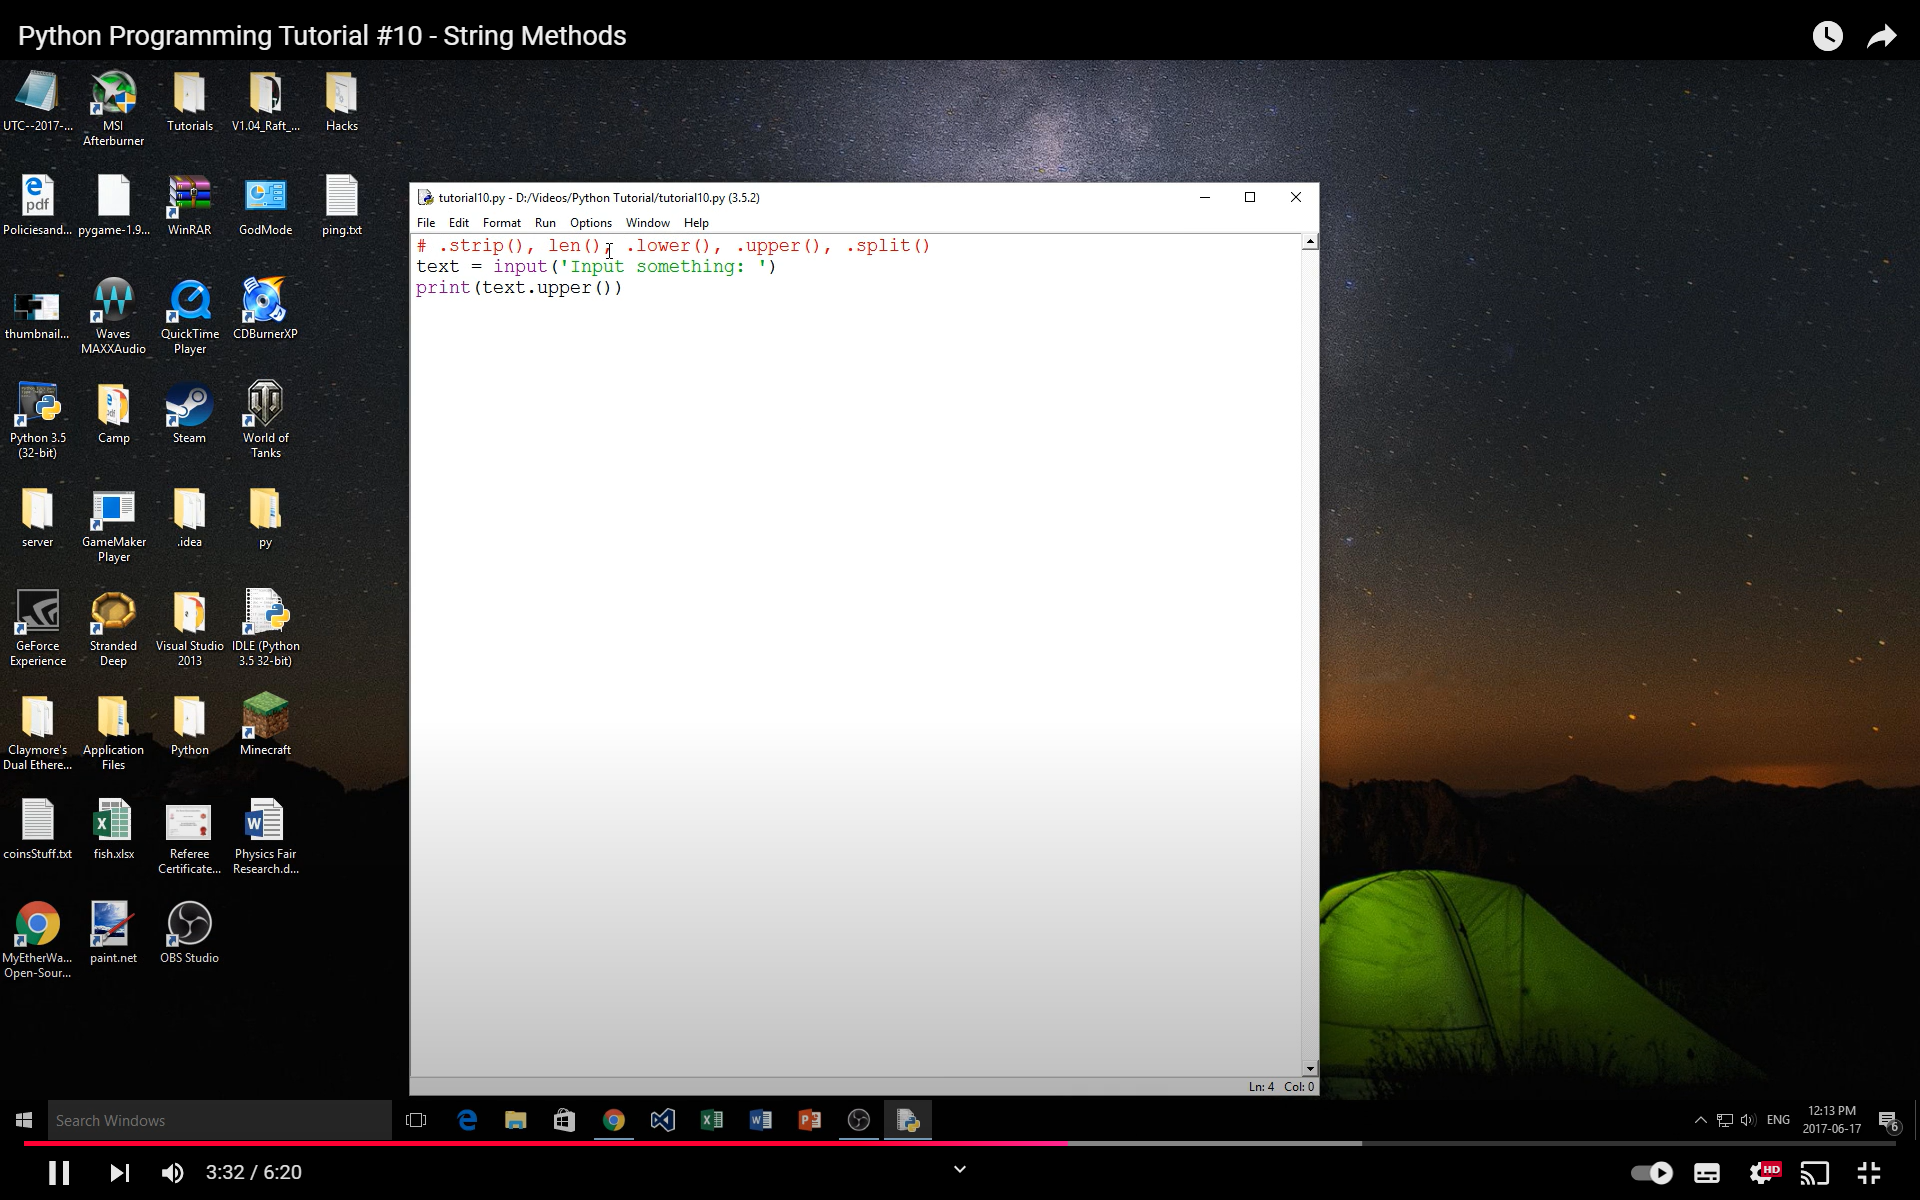 Python Programming Tutorial #10 - String Methods
UTC--2017-...
MSI Afterburner
Tutorials
V1.04_Raft_...
Hacks
Policiesand...
pygame-1.9...
WinRAR
GodMode
ping.txt
thumbnail...
Waves MAXXAudio
QuickTime Player
CDBurnerXP
Python 3.5 (32-bit)
Camp
Steam
World of Tanks
server
GameMaker Player
.idea
py
GeForce Experience
Stranded Deep
Visual Studio 2013
IDLE (Python 3.5 32-bit)
Claymore's Dual Ethere...
Application Files
Python
Minecraft
coinsStuff.txt
fish.xlsx
Referee Certificate...
Physics Fair Research.d...
MyEtherWa... Open-Sour...
paint.net
OBS Studio
tutorial10.py - D:/Videos/Python Tutorial/tutorial10.py (3.5.2)
File Edit Format Run Options Window Help
# .strip(), len(), .lower(), .upper(), .split()
text = input('Input something: ')
print(text.upper())
Ln: 4 Col: 0
Search Windows
ENG
12:13 PM
2017-06-17
6
3:32 / 6:20
HD